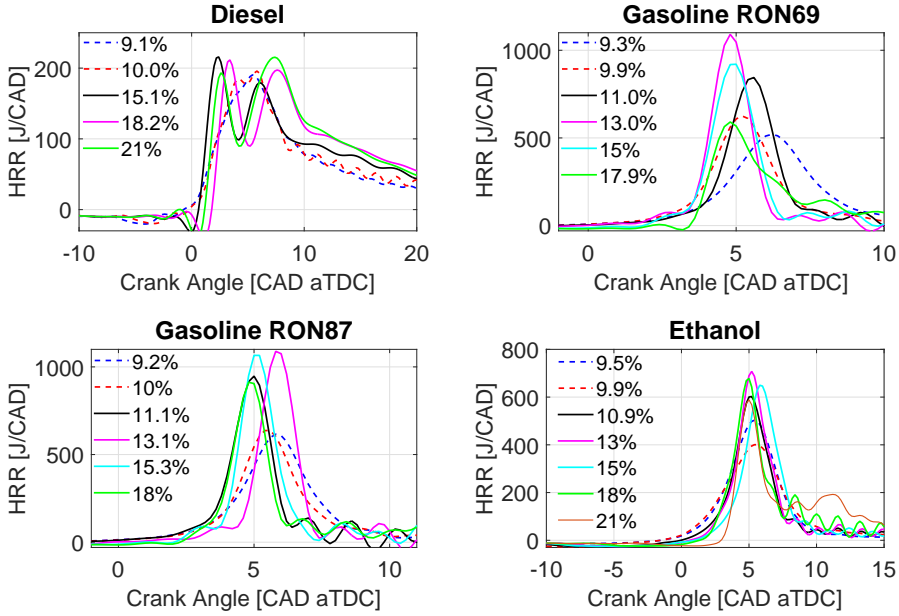 Diesel
HRR [J/CAD]
200
100
0
9.1%
10.0%
15.1%
18.2%
21%
-10 0 10 20
Crank Angle [CAD aTDC]
Gasoline RON69
HRR [J/CAD]
1000
500
0
9.3%
9.9%
11.0%
13.0%
15%
17.9%
0 5 10
Crank Angle [CAD aTDC]
Gasoline RON87
HRR [J/CAD]
1000
500
0
9.2%
10%
11.1%
13.1%
15.3%
18%
0 5 10
Crank Angle [CAD aTDC]
Ethanol
HRR [J/CAD]
800
600
400
200
0
9.5%
9.9%
10.9%
13%
15%
18%
21%
-10 -5 0 5 10 15
Crank Angle [CAD aTDC]